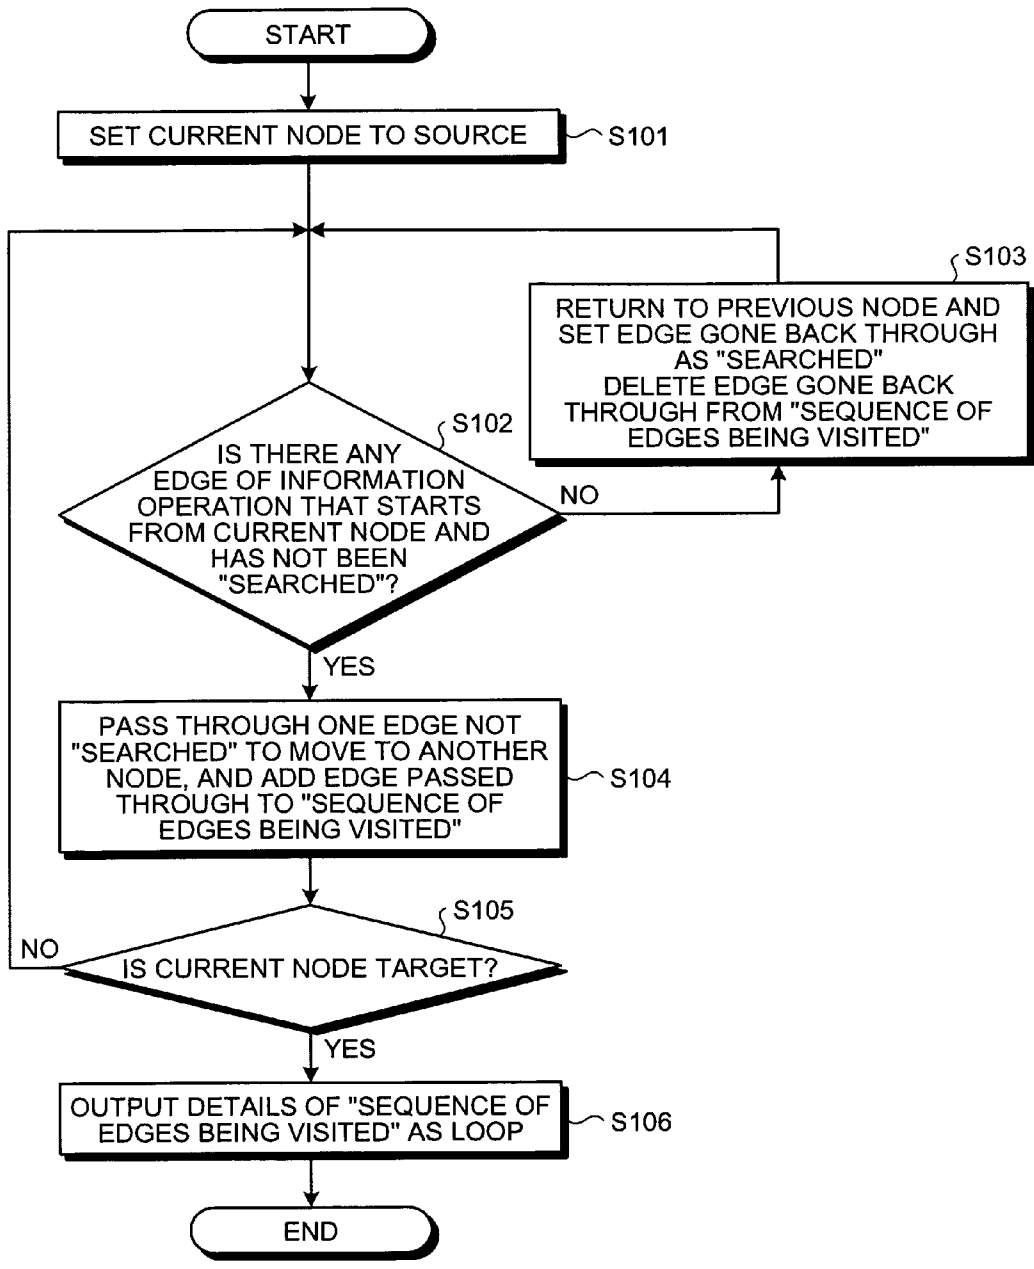 START
SET CURRENT NODE TO SOURCE
S101
S103
RETURN TO PREVIOUS NODE AND
SET EDGE GONE BACK THROUGH
AS "SEARCHED"
DELETE EDGE GONE BACK
THROUGH FROM "SEQUENCE OF
EDGES BEING VISITED"
S102
IS THERE ANY
EDGE OF INFORMATION
OPERATION THAT STARTS
FROM CURRENT NODE AND
HAS NOT BEEN
"SEARCHED"?
NO
YES
PASS THROUGH ONE EDGE NOT
"SEARCHED" TO MOVE TO ANOTHER
NODE, AND ADD EDGE PASSED
THROUGH TO "SEQUENCE OF
EDGES BEING VISITED"
S104
S105
NO
IS CURRENT NODE TARGET?
YES
OUTPUT DETAILS OF "SEQUENCE OF
EDGES BEING VISITED" AS LOOP
S106
END